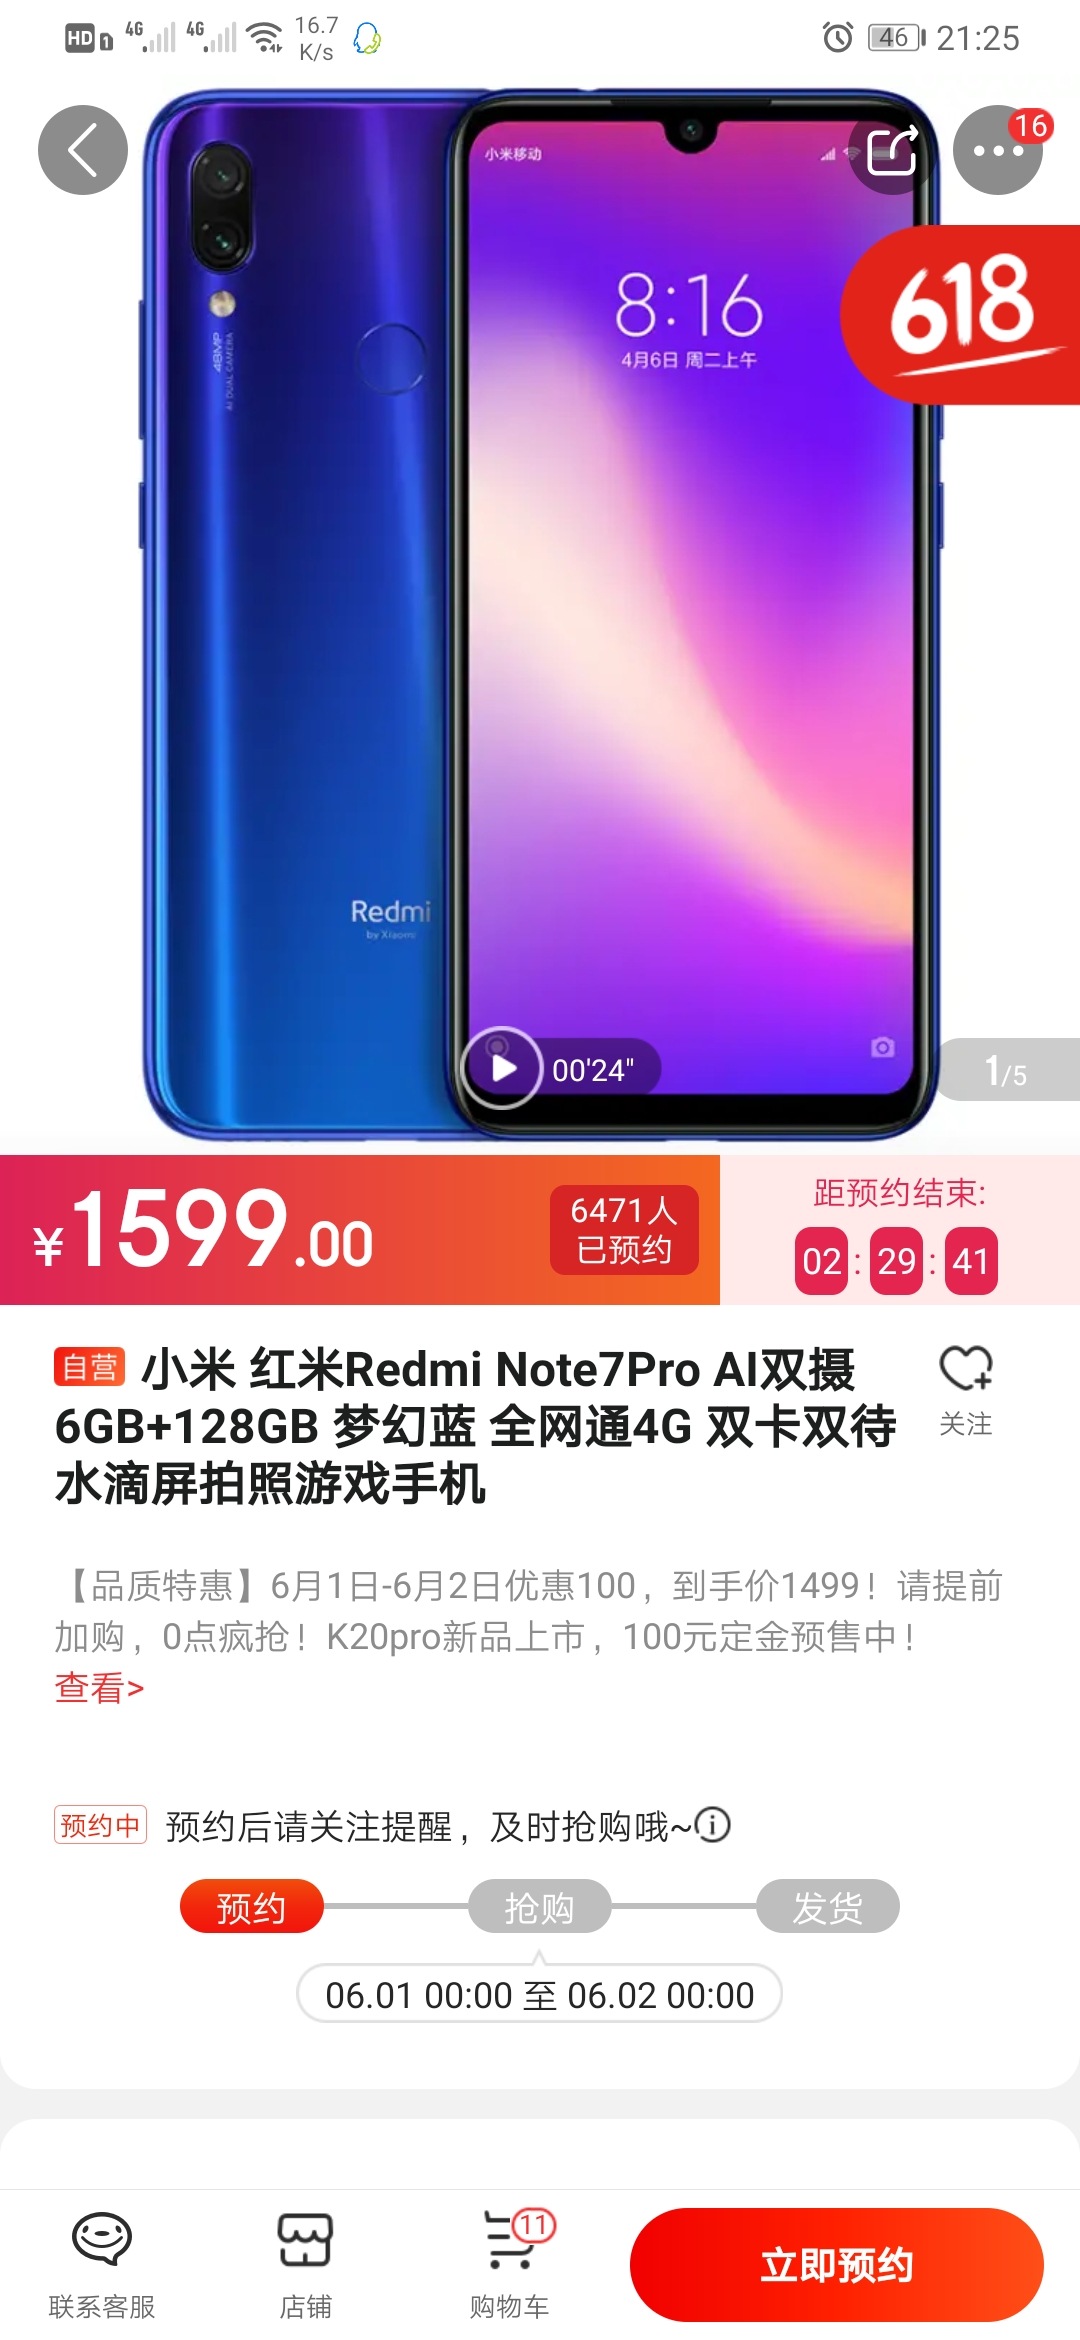 HD 1 4G 4G 16.7 K/s 46 21:25
16
小米移动
618
8:16
4月6日 周二上午
48MP
AI DUAL CAMERA
Redmi
by Xiaomi
00'24"
1/5
¥1599.00
6471人
已预约
距预约结束:
02 : 29 : 41
自营 小米 红米Redmi Note7Pro AI双摄
6GB+128GB 梦幻蓝 全网通4G 双卡双待
水滴屏拍照游戏手机
关注
【品质特惠】6月1日-6月2日优惠100，到手价1499！请提前
加购，0点疯抢！K20pro新品上市，100元定金预售中！
查看>
预约中 预约后请关注提醒，及时抢购哦~
预约 抢购 发货
06.01 00:00 至 06.02 00:00
11
联系客服 店铺 购物车 立即预约